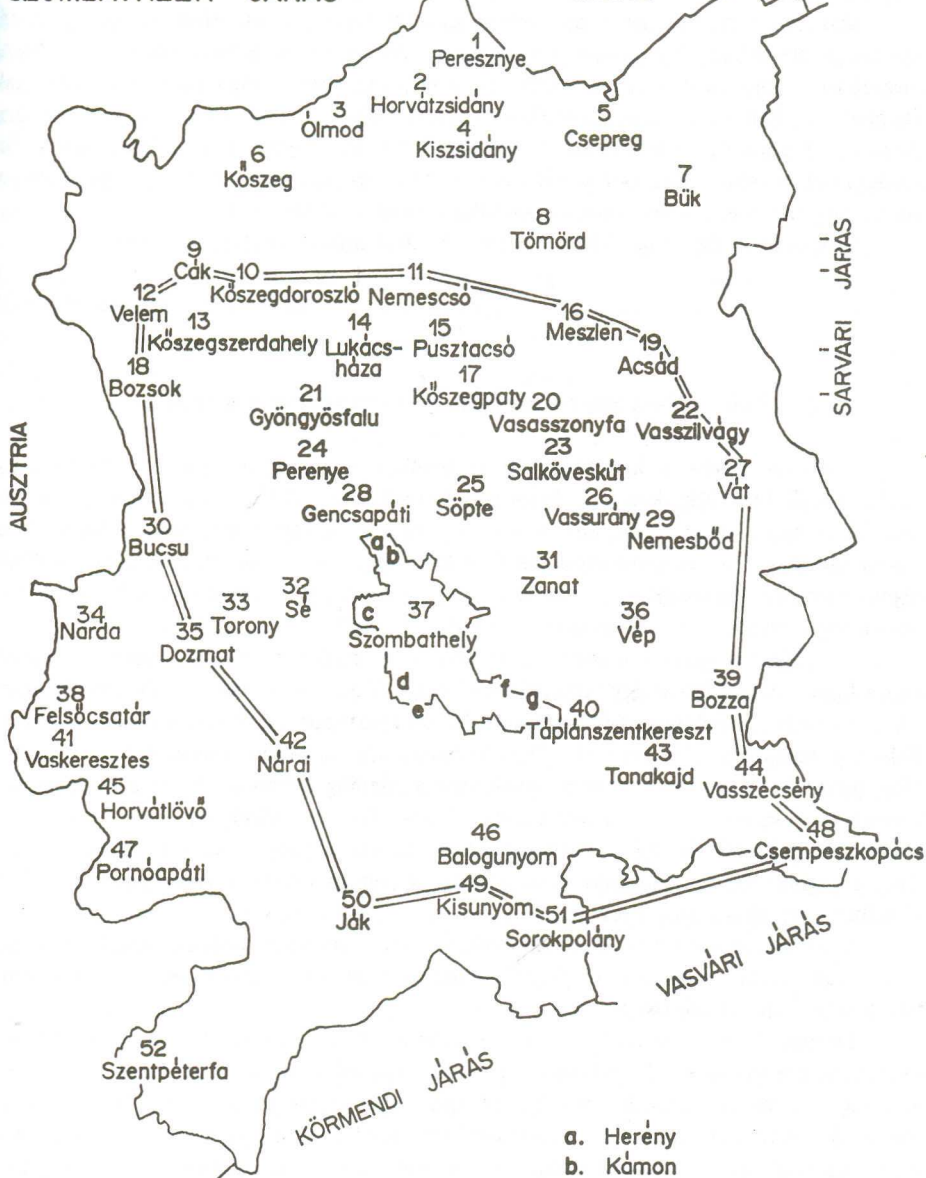 1
Peresznye
2
Horvátzsidány
3
Ólmod
4
Kiszsidány
5
Csepreg
6
Kőszeg
7
Bük
8
Tömörd
9
Cák
10
Kőszegdoroszló
11
Nemescsó
12
Velem
13
Kőszegszerdahely
14
Lukács-
háza
15
Pusztacsó
16
Meszlen
17
Kőszegpaty
18
Bozsok
19
Acsád
20
Vasasszonyfa
21
Gyöngyösfalu
22
Vasszilvágy
23
Salköveskút
24
Perenye
25
Söpte
26
Vassurány
27
Vát
28
Gencsapáti
29
Nemesbőd
30
Bucsu
31
Zanat
32
Sé
33
Torony
34
Narda
35
Dozmat
36
Vép
37
Szombathely
38
Felsőcsatár
39
Bozza
40
Táplánszentkereszt
41
Vaskeresztes
42
Nárai
43
Tanakajd
44
Vasszécsény
45
Horvátlövő
46
Balogunyom
47
Pornóapáti
48
Csempeszkopács
49
Kisunyom
50
Ják
51
Sorokpolány
52
Szentpéterfa
a
b
c
d
e
f
g
AUSZTRIA
SÁRVÁRI JÁRÁS
VASVÁRI JÁRÁS
KÖRMENDI JÁRÁS
a. Herény
b. Kámon